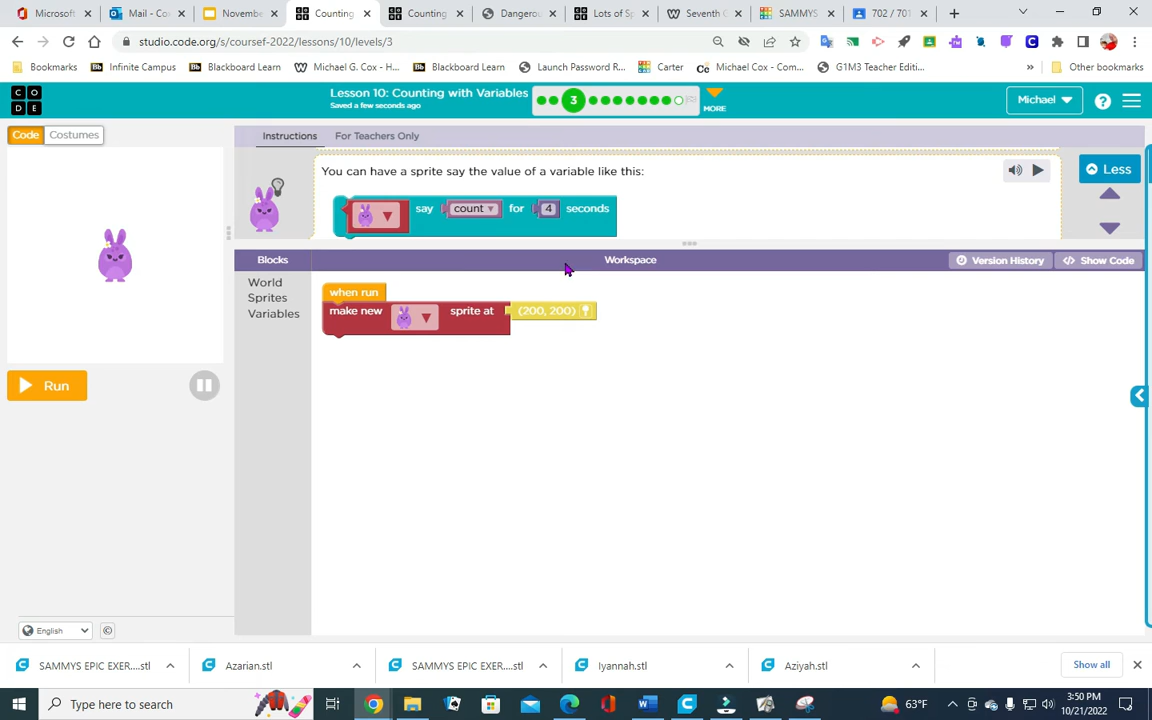 Microsoft
Mail - Co
Novembe
Counting
Counting
Dangerou
Lots of Sp
Seventh G
SAMMYS
702 / 701
studio.code.org/s/coursef-2022/lessons/10/levels/3
Bookmarks
Infinite Campus
Blackboard Learn
Michael G. Cox - H...
Blackboard Learn
Launch Password R...
Carter
Michael Cox - Com...
G1M3 Teacher Editi...
»
Other bookmarks
C O
D E
Lesson 10: Counting with Variables
Saved a few seconds ago
3
MORE
Michael
Code
Costumes
Instructions
For Teachers Only
You can have a sprite say the value of a variable like this:
Less
say count for 4 seconds
Blocks
Workspace
Version History
</> Show Code
World
Sprites
Variables
when run
make new sprite at (200, 200)
Run
English
©
SAMMYS EPIC EXER....stl
Azarian.stl
SAMMYS EPIC EXER....stl
Iyannah.stl
Aziyah.stl
Show all
Type here to search
63°F
3:50 PM
10/21/2022